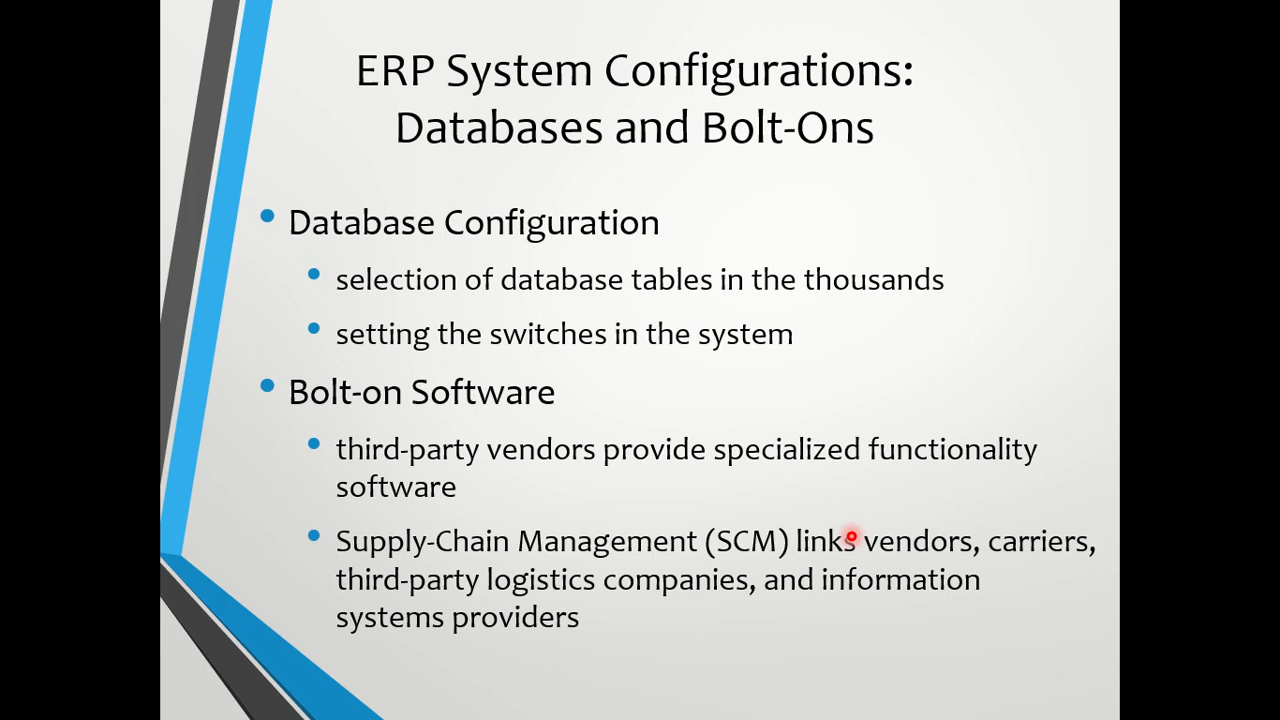 ERP System Configurations:
Databases and Bolt-Ons
• Database Configuration
• selection of database tables in the thousands
• setting the switches in the system
• Bolt-on Software
• third-party vendors provide specialized functionality
software
• Supply-Chain Management (SCM) links vendors, carriers,
third-party logistics companies, and information
systems providers